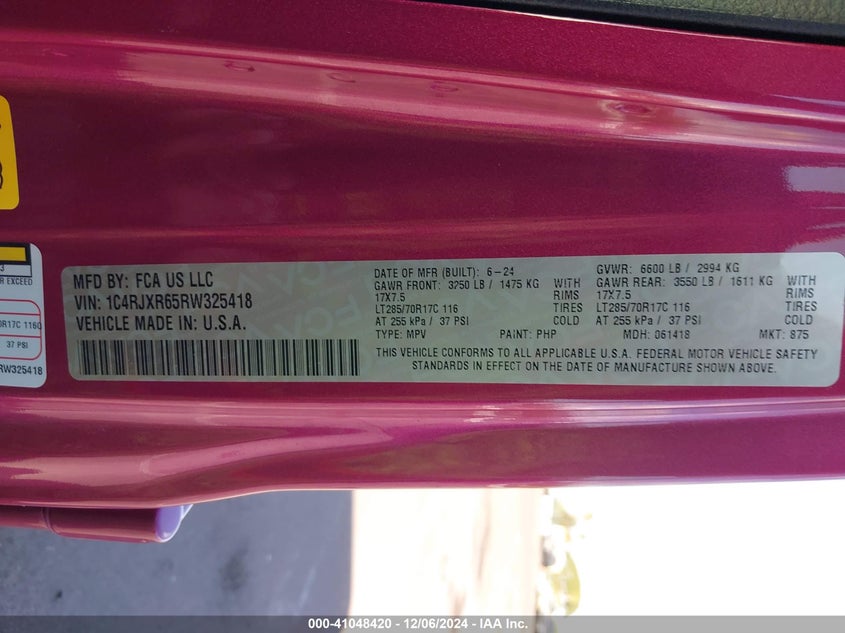 MFD BY: FCA US LLC
VIN: 1C4RJXR65RW325418
VEHICLE MADE IN: U.S.A.
DATE OF MFR (BUILT): 6-24 GVWR: 6600 LB / 2994 KG
GAWR FRONT: 3250 LB / 1475 KG WITH GAWR REAR: 3550 LB / 1611 KG WITH
17X7.5 RIMS 17X7.5 RIMS
LT285/70R17C 116 TIRES LT285/70R17C 116 TIRES
AT 255 kPa / 37 PSI COLD AT 255 kPa / 37 PSI COLD
TYPE: MPV PAINT: PHP MDH: 061418 MKT: 875
THIS VEHICLE CONFORMS TO ALL APPLICABLE U.S.A. FEDERAL MOTOR VEHICLE SAFETY
STANDARDS IN EFFECT ON THE DATE OF MANUFACTURE SHOWN ABOVE.
3
R EXCEED
70R17C 116Q
37 PSI
RW325418
000-41048420 - 12/06/2024 - IAA Inc.